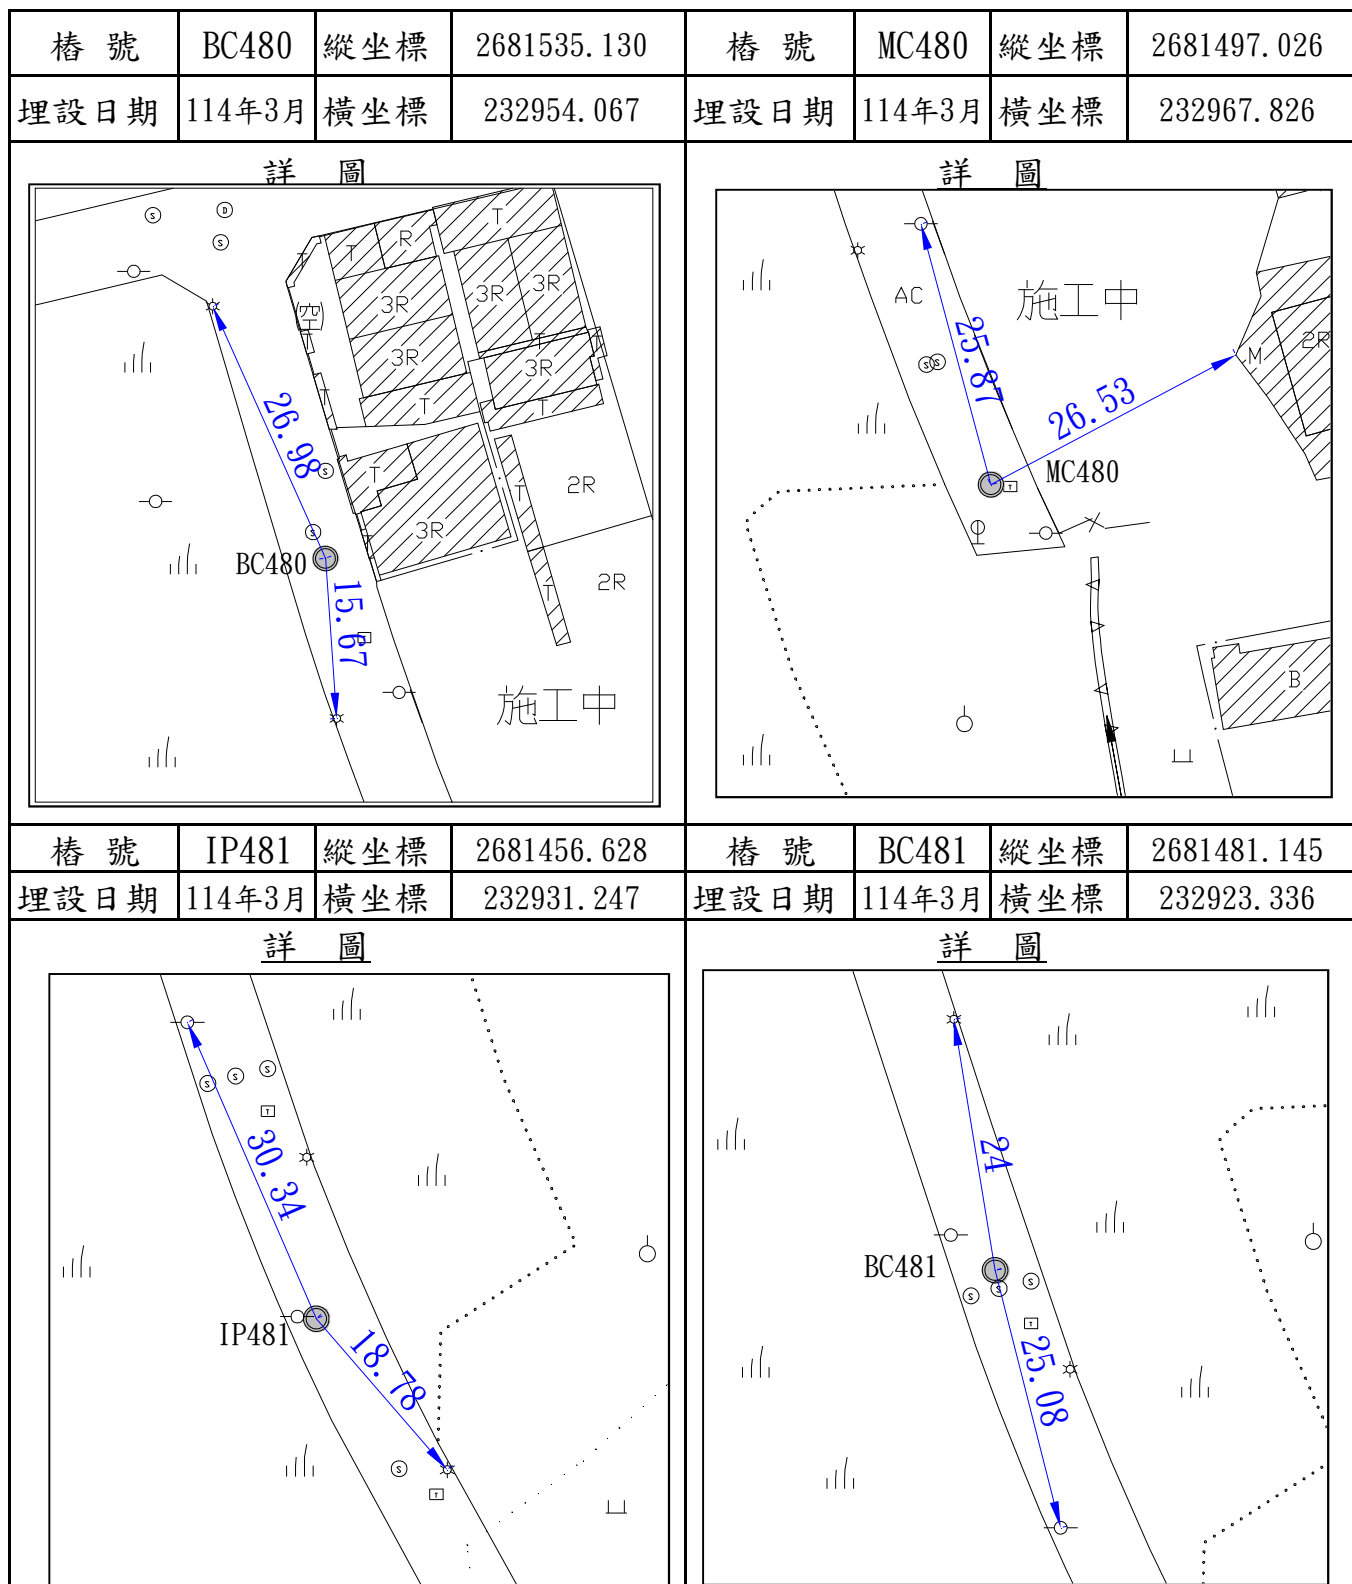 樁 號 BC480 縱坐標 2681535.130 樁 號 MC480 縱坐標 2681497.026
埋設日期 114年3月 橫坐標 232954.067 埋設日期 114年3月 橫坐標 232967.826
詳 圖
S D
S
T R T
T
3R 3R 3R
(空)
3R T T
3R
T T T
26.98
S T T 2R
3R
S T
BC480
15.67
T 2R
T
施工中
詳 圖
AC 施工中
25.87
S S M 2R
26.53
MC480
T
B
樁 號 IP481 縱坐標 2681456.628 樁 號 BC481 縱坐標 2681481.145
埋設日期 114年3月 橫坐標 232931.247 埋設日期 114年3月 橫坐標 232923.336
詳 圖
S S S
T
30.34
IP481
18.78
S
T
詳 圖
24
BC481
S S S
T
25.08